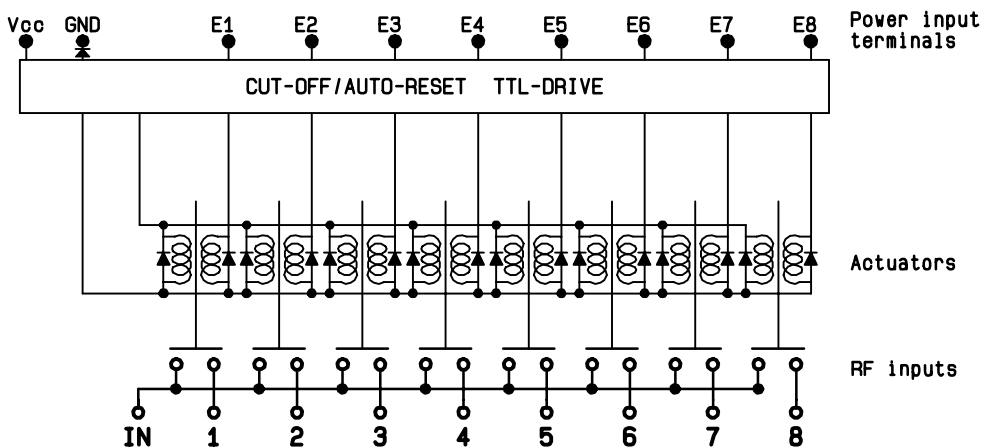 Vcc GND E1 E2 E3 E4 E5 E6 E7 E8 Power input
terminals
CUT-OFF/AUTO-RESET TTL-DRIVE
Actuators
RF inputs
IN 1 2 3 4 5 6 7 8